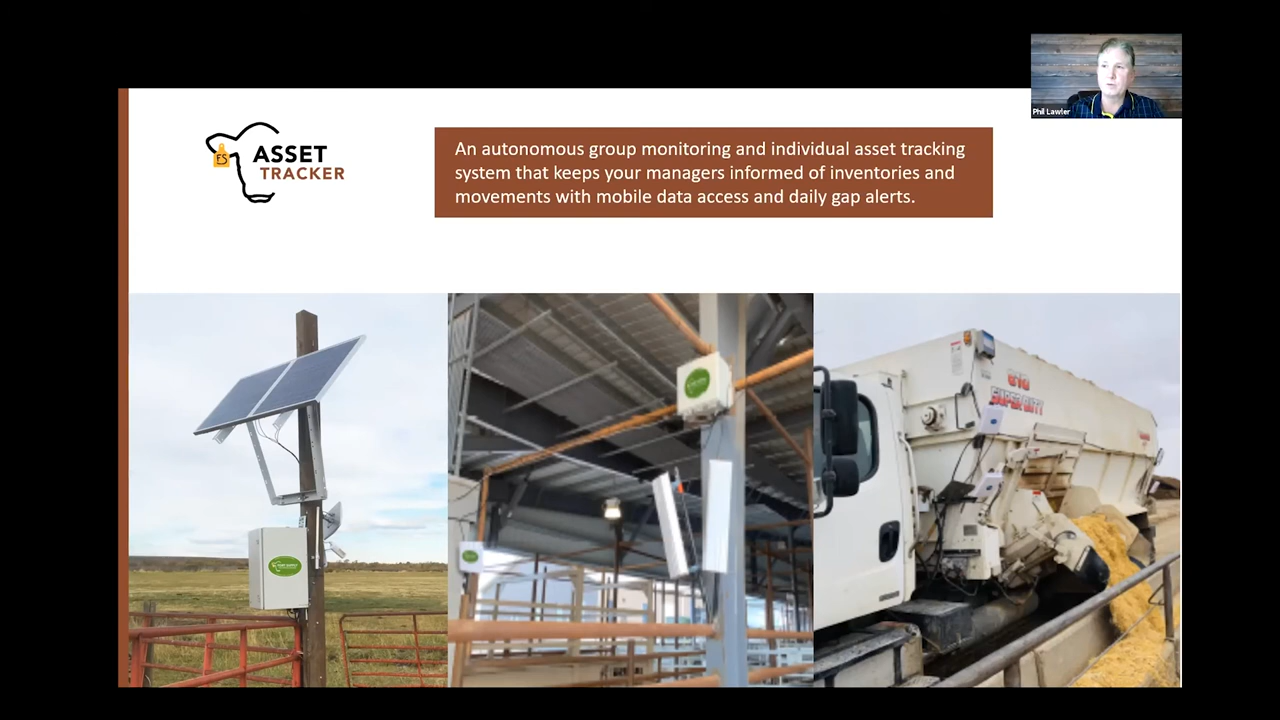 Phil Lawler
FS
ASSET
TRACKER
An autonomous group monitoring and individual asset tracking
system that keeps your managers informed of inventories and
movements with mobile data access and daily gap alerts.
SUPER DUTY